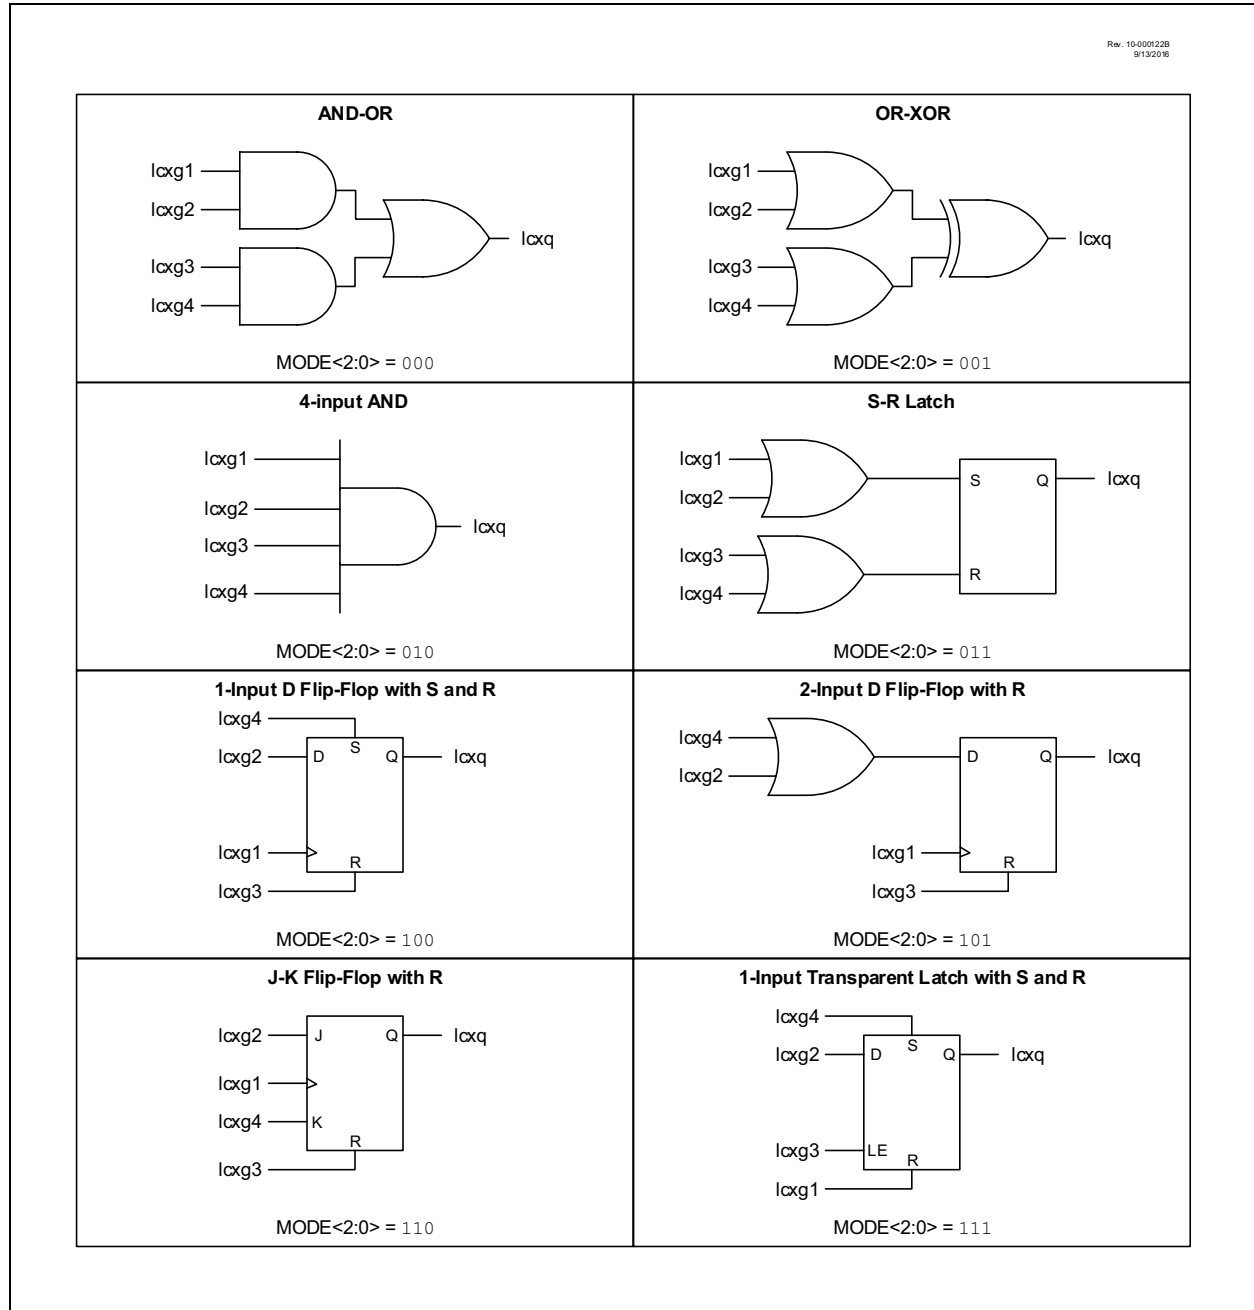 Rev. 10-000122B
9/13/2016
AND-OR
lcxg1
lcxg2
lcxg3
lcxg4
lcxq
MODE<2:0> = 000
OR-XOR
lcxg1
lcxg2
lcxg3
lcxg4
lcxq
MODE<2:0> = 001
4-input AND
lcxg1
lcxg2
lcxg3
lcxg4
lcxq
MODE<2:0> = 010
S-R Latch
lcxg1
lcxg2
lcxg3
lcxg4
S
Q
lcxq
R
MODE<2:0> = 011
1-Input D Flip-Flop with S and R
lcxg4
S
lcxg2
D
Q
lcxq
lcxg1
R
lcxg3
MODE<2:0> = 100
2-Input D Flip-Flop with R
lcxg4
lcxg2
D
Q
lcxq
lcxg1
R
lcxg3
MODE<2:0> = 101
J-K Flip-Flop with R
lcxg2
J
Q
lcxq
lcxg1
lcxg4
K
R
lcxg3
MODE<2:0> = 110
1-Input Transparent Latch with S and R
lcxg4
S
lcxg2
D
Q
lcxq
lcxg3
LE
R
lcxg1
MODE<2:0> = 111